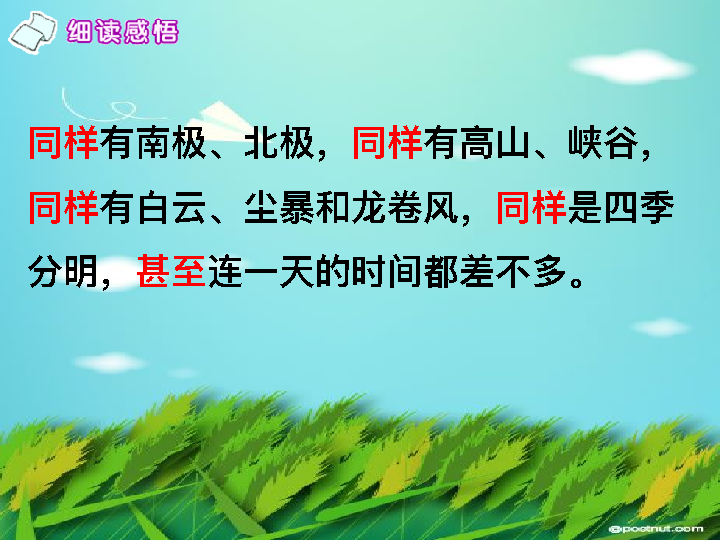 细读感悟
同样有南极、北极，同样有高山、峡谷，
同样有白云、尘暴和龙卷风，同样是四季
分明，甚至连一天的时间都差不多。
@pootnut.com